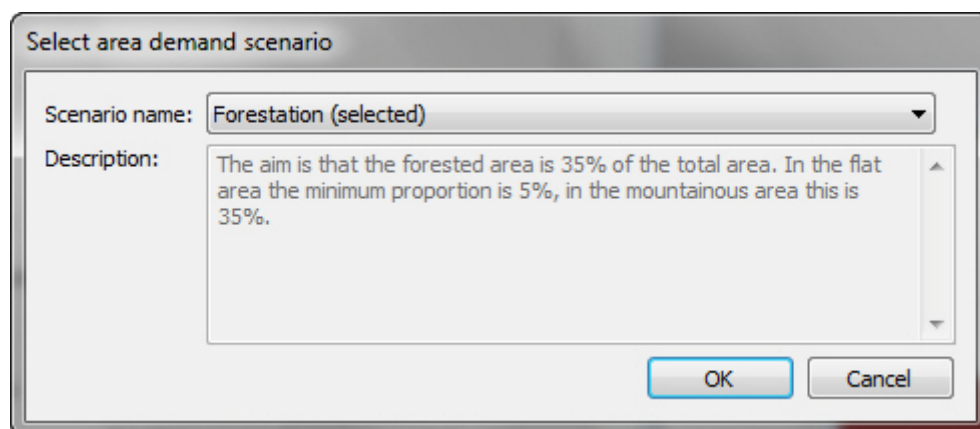 Select area demand scenario
Scenario name: Forestation (selected)
Description: The aim is that the forested area is 35% of the total area. In the flat
area the minimum proportion is 5%, in the mountainous area this is
35%.
OK Cancel